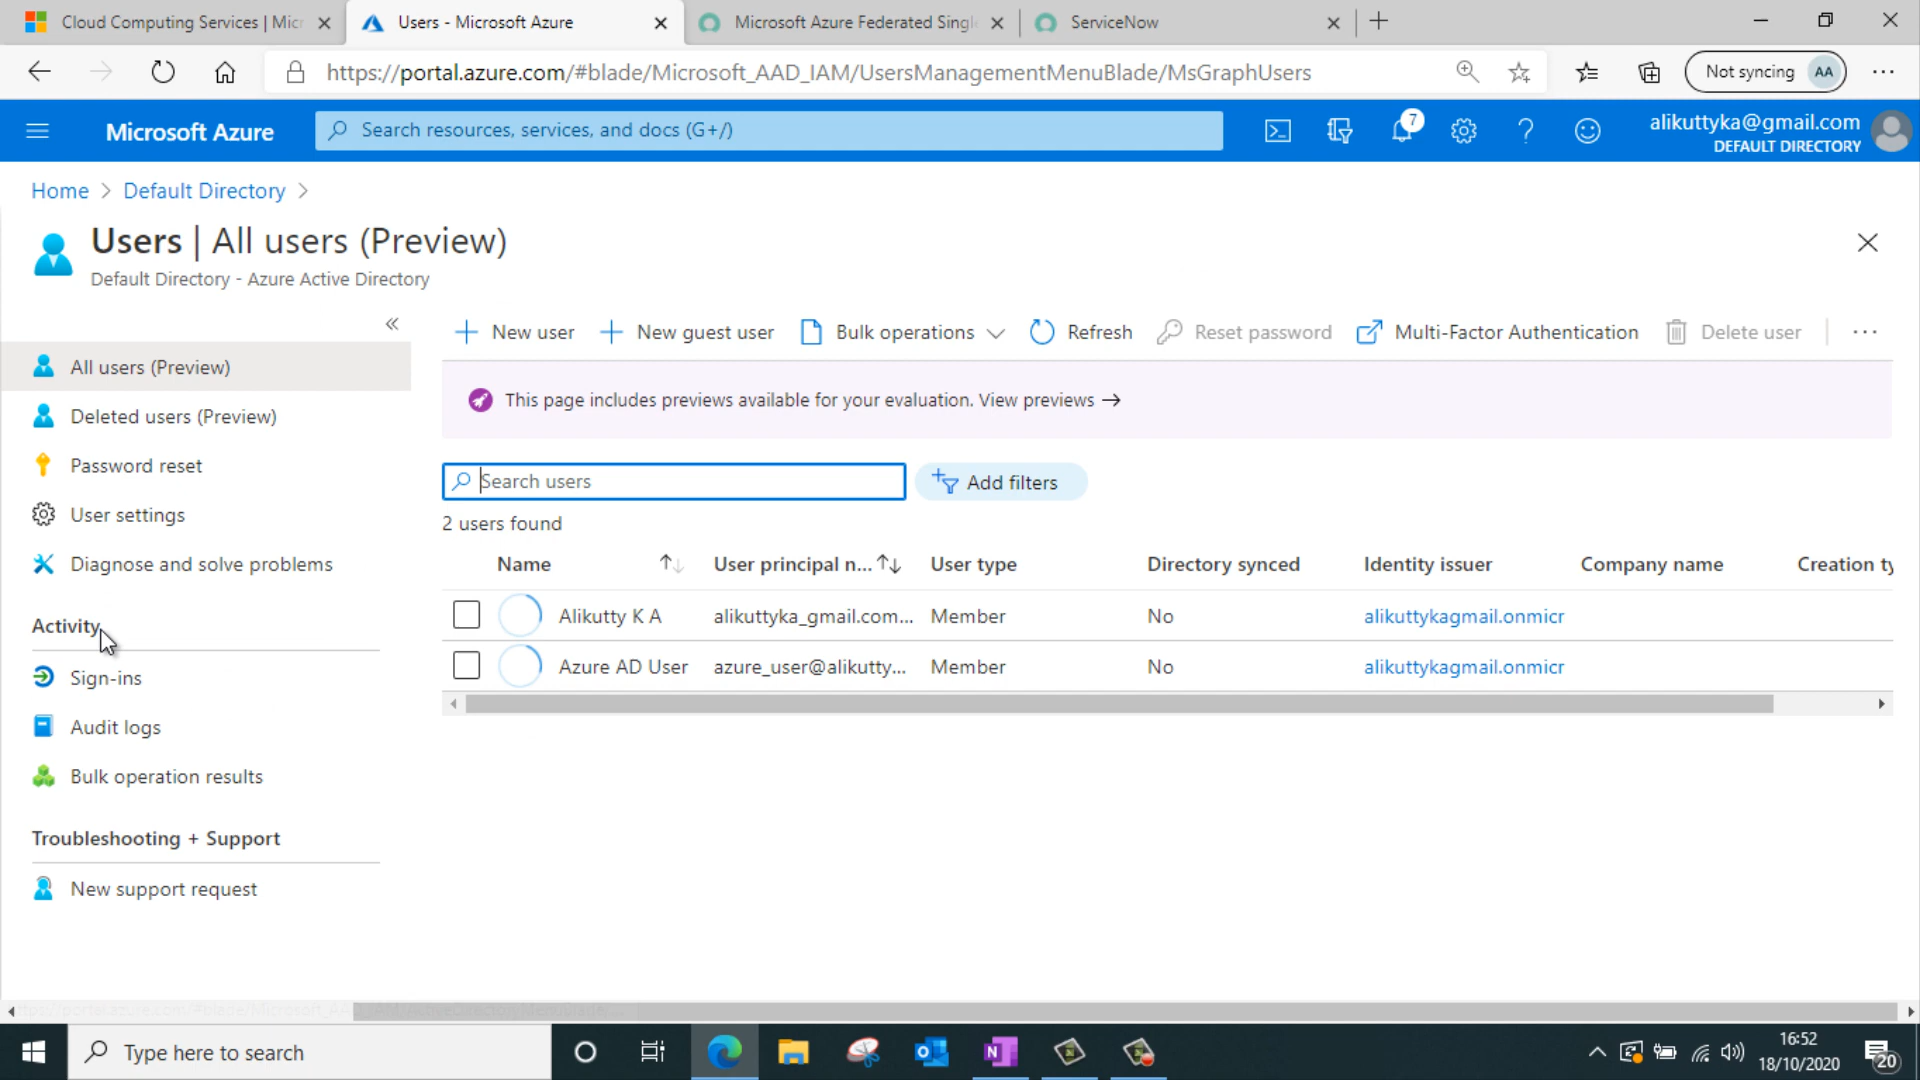 Cloud Computing Services | Micr
Users - Microsoft Azure
Microsoft Azure Federated Singl
ServiceNow
https://portal.azure.com/#blade/Microsoft_AAD_IAM/UsersManagementMenuBlade/MsGraphUsers
Not syncing AA
Microsoft Azure
Search resources, services, and docs (G+/)
7
alikuttyka@gmail.com
DEFAULT DIRECTORY
Home > Default Directory >
Users | All users (Preview)
Default Directory - Azure Active Directory
New user
New guest user
Bulk operations
Refresh
Reset password
Multi-Factor Authentication
Delete user
This page includes previews available for your evaluation. View previews →
All users (Preview)
Deleted users (Preview)
Password reset
User settings
Diagnose and solve problems
Activity
Sign-ins
Audit logs
Bulk operation results
Troubleshooting + Support
New support request
Search users
Add filters
2 users found
Name User principal n... User type Directory synced Identity issuer Company name Creation ty
Alikutty K A alikuttyka_gmail.com... Member No alikuttykagmail.onmicr
Azure AD User azure_user@alikutty... Member No alikuttykagmail.onmicr
Type here to search
16:52
18/10/2020
20